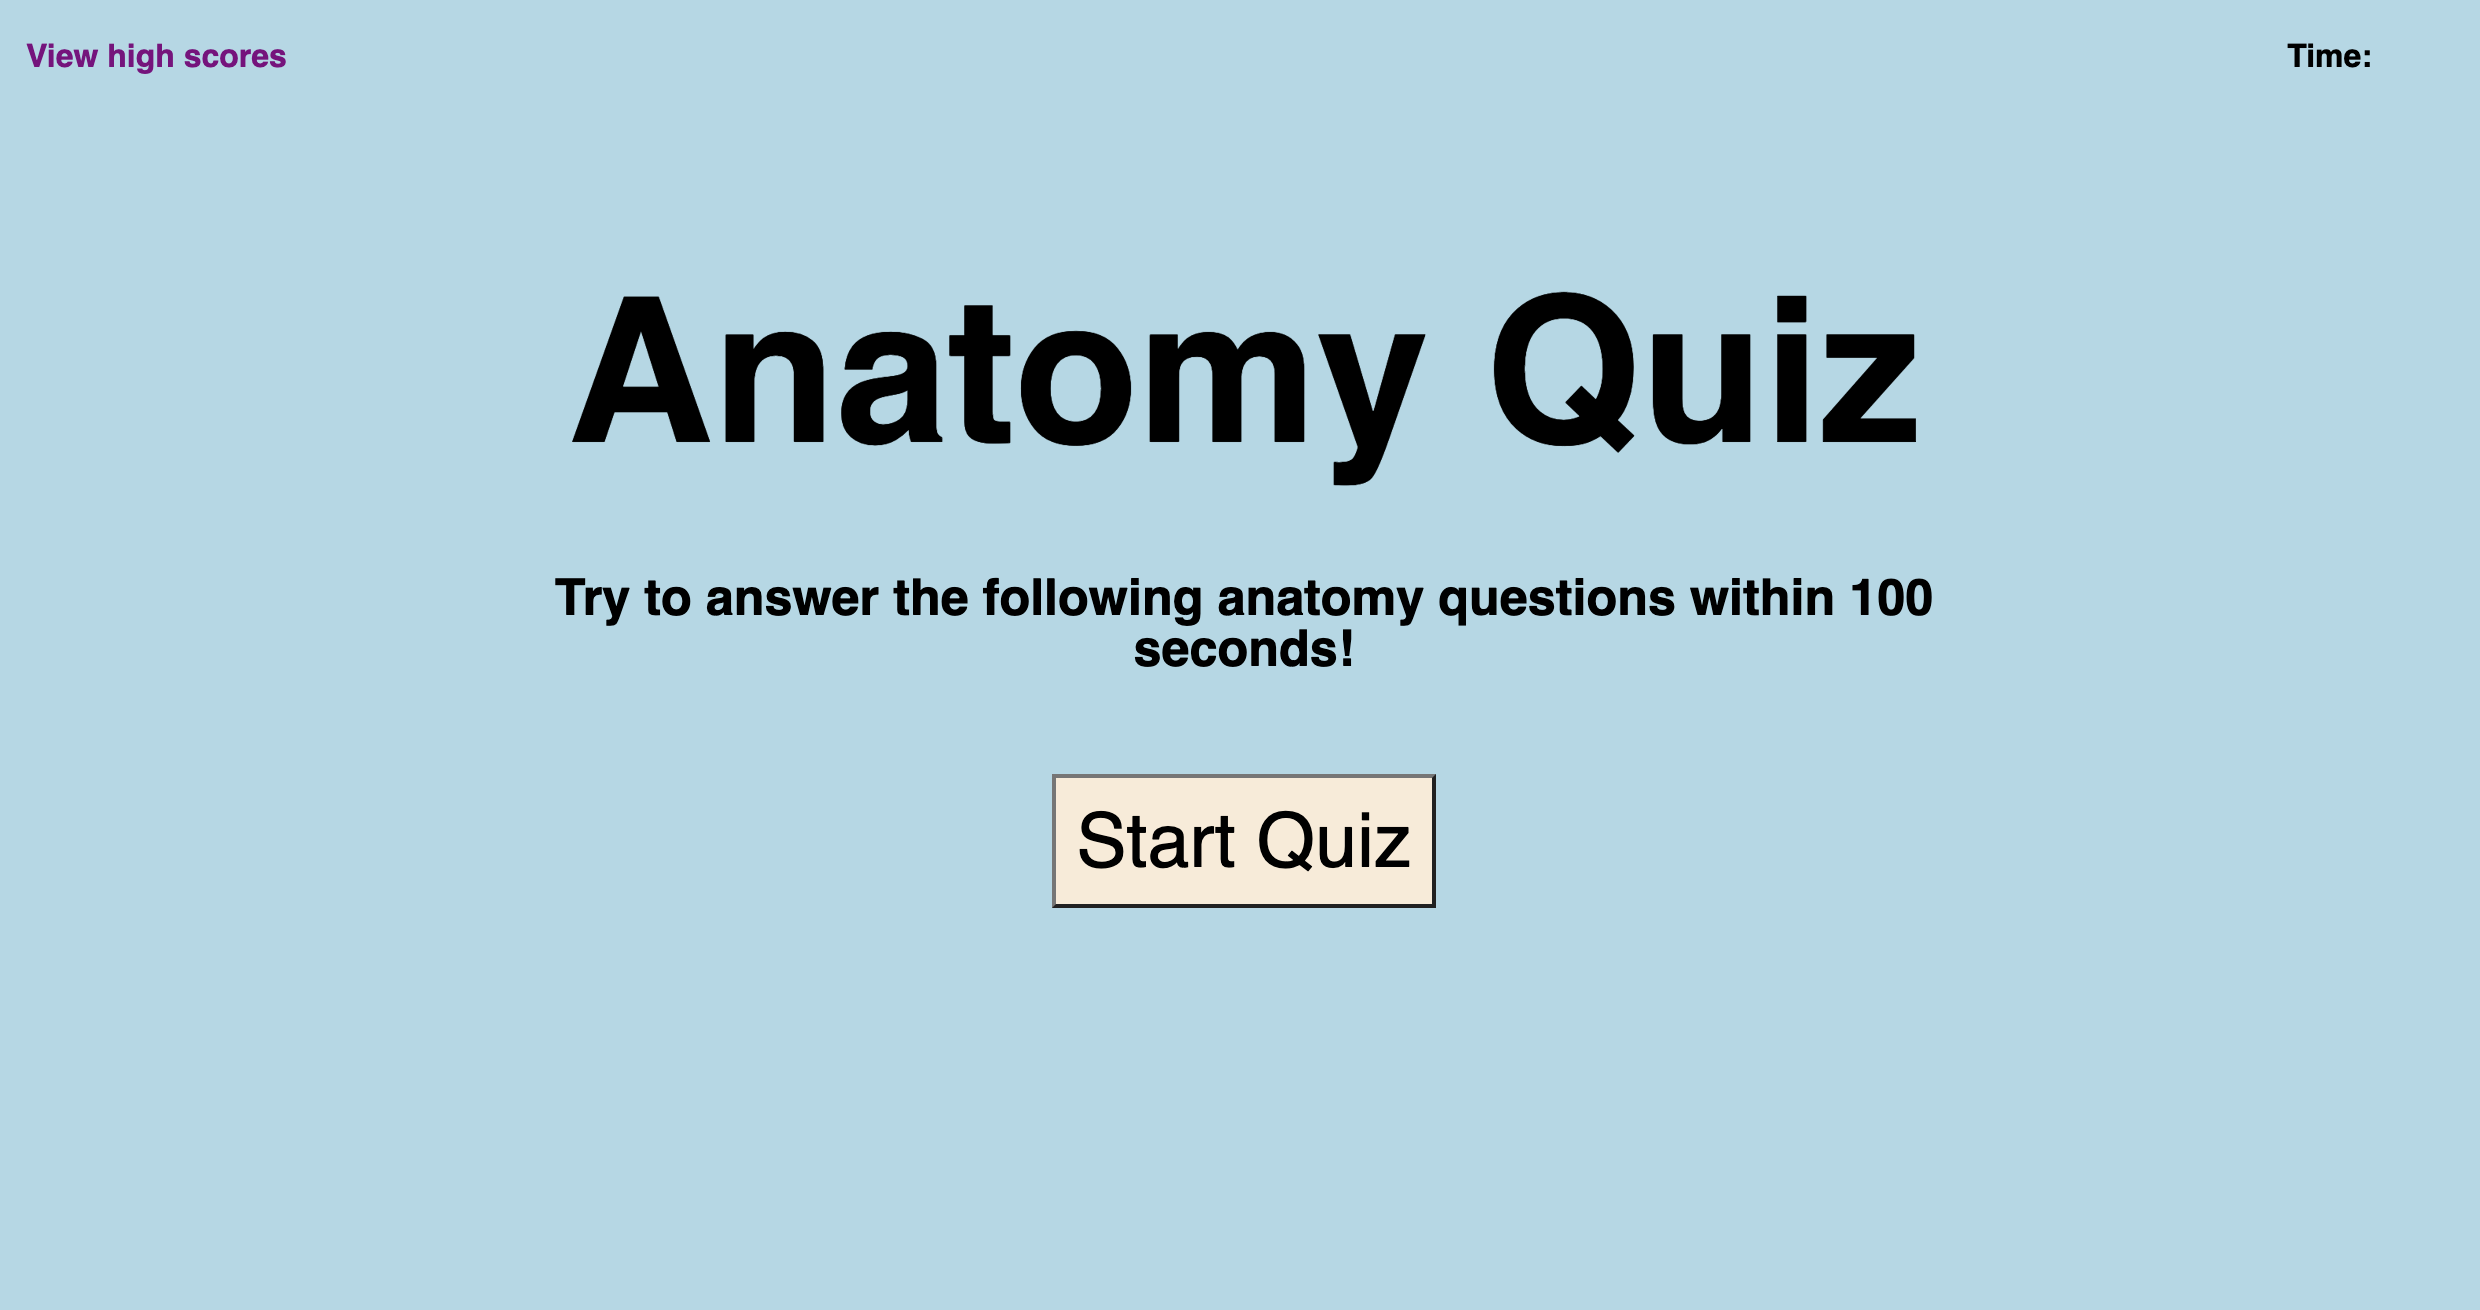 View high scores
Time:
Anatomy Quiz
Try to answer the following anatomy questions within 100
seconds!
Start Quiz